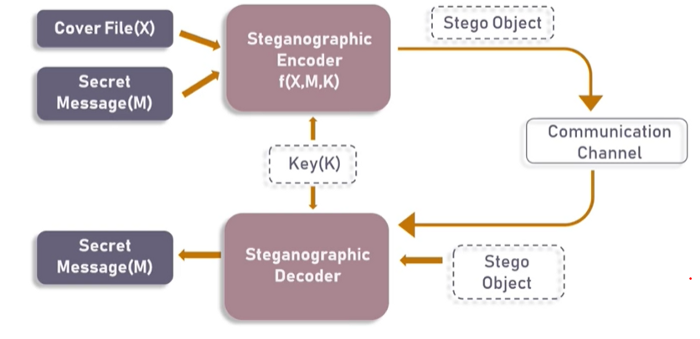 Cover File(X)
Secret
Message(M)
Steganographic
Encoder
f(X,M,K)
Stego Object
Communication
Channel
Key(K)
Secret
Message(M)
Steganographic
Decoder
Stego
Object